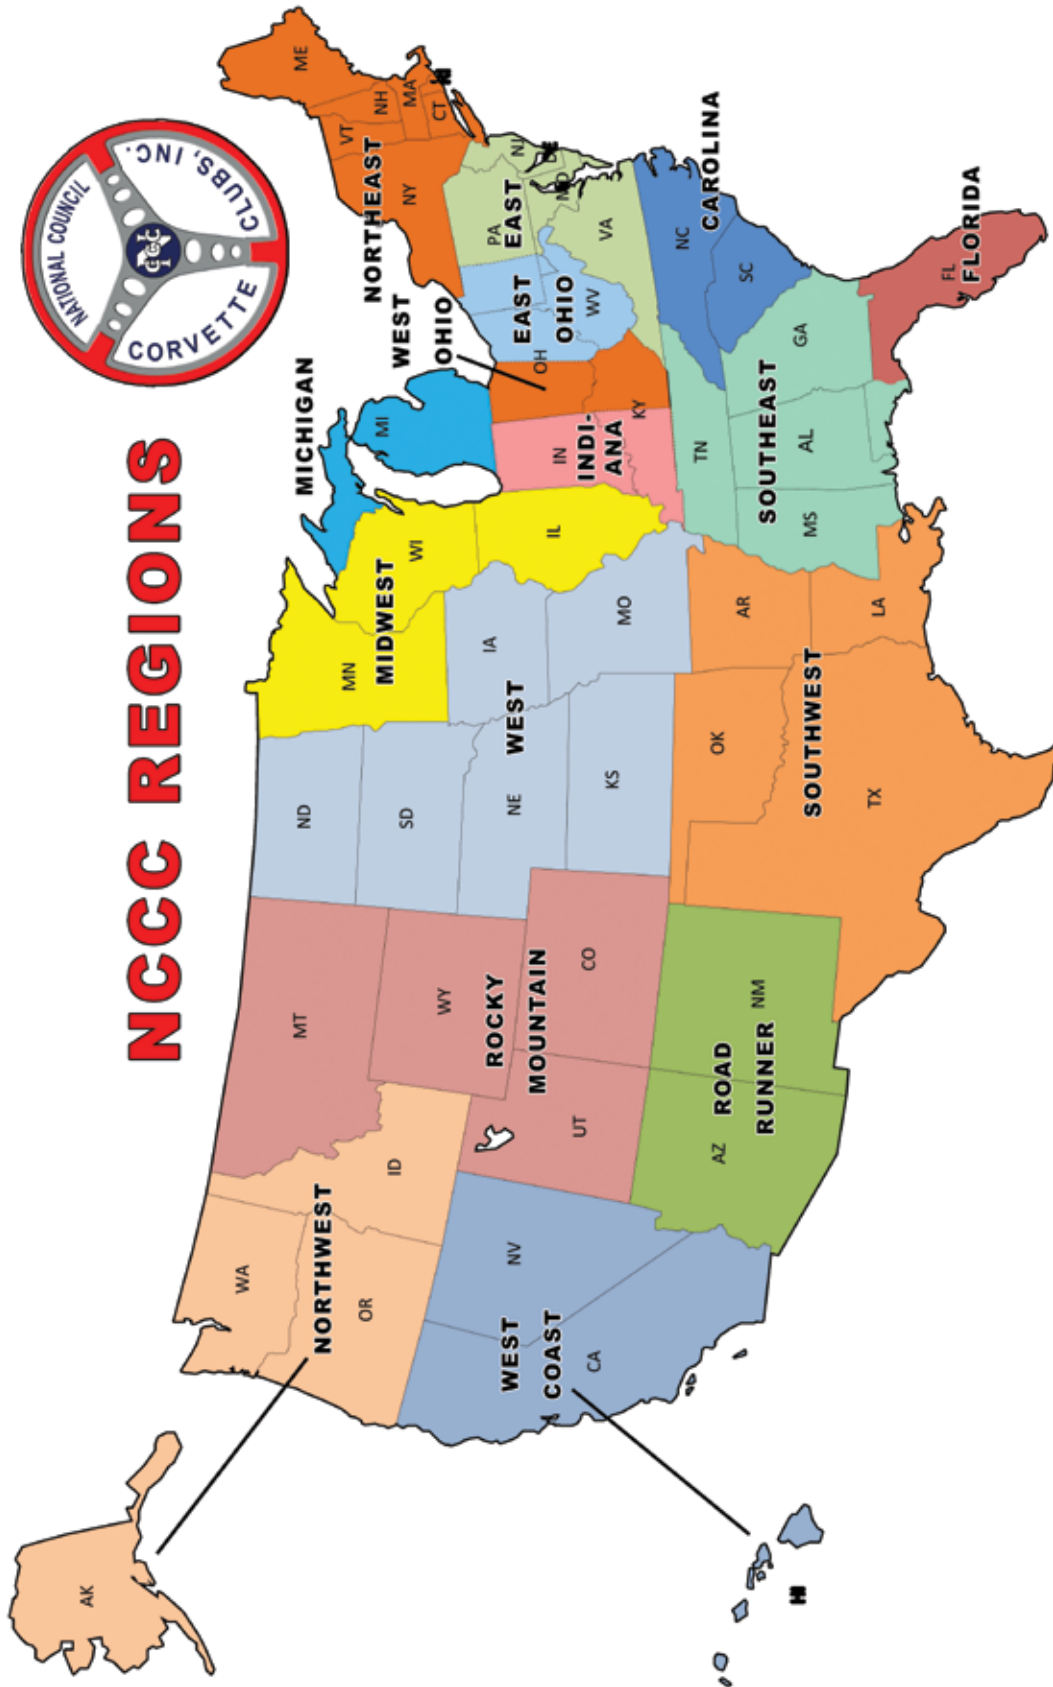 NCCC REGIONS
NATIONAL COUNCIL
CORVETTE
CLUBS, INC.
NCCC
AK
WA
OR
ID
NORTHWEST
MT
WY
ROCKY
MOUNTAIN
UT
CO
NV
WEST
COAST
CA
HI
AZ
NM
ROAD
RUNNER
ND
SD
NE
WEST
KS
IA
MO
MN
MIDWEST
WI
IL
MICHIGAN
MI
OK
AR
SOUTHWEST
TX
LA
IN
INDI-
ANA
KY
WEST
OHIO
OH
EAST
OHIO
WV
NORTHEAST
ME
VT
NH
MA
CT
RI
NY
PA
EAST
NJ
DE
MD
VA
NC
CAROLINA
SC
TN
SOUTHEAST
MS
AL
GA
FL
FLORIDA